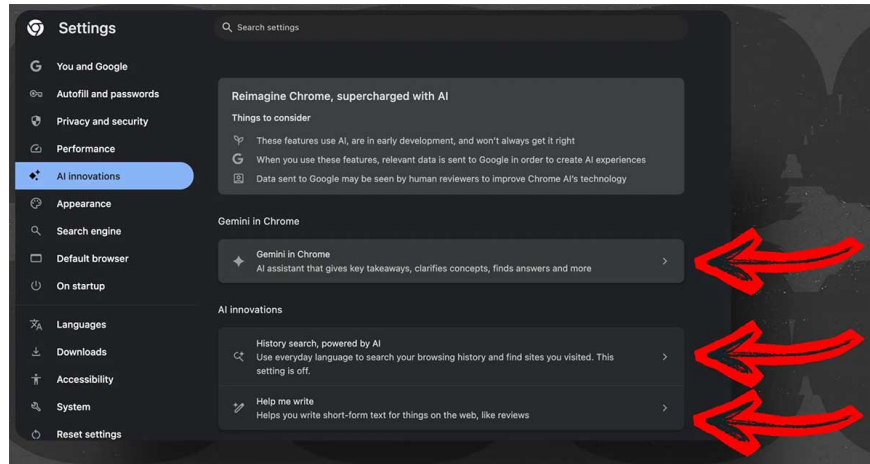 Settings
Search settings
You and Google
Autofill and passwords
Privacy and security
Performance
AI innovations
Appearance
Search engine
Default browser
On startup
Languages
Downloads
Accessibility
System
Reset settings
Reimagine Chrome, supercharged with AI
Things to consider
These features use AI, are in early development, and won't always get it right
When you use these features, relevant data is sent to Google in order to create AI experiences
Data sent to Google may be seen by human reviewers to improve Chrome AI's technology
Gemini in Chrome
Gemini in Chrome
AI assistant that gives key takeaways, clarifies concepts, finds answers and more
AI innovations
History search, powered by AI
Use everyday language to search your browsing history and find sites you visited. This
setting is off.
Help me write
Helps you write short-form text for things on the web, like reviews